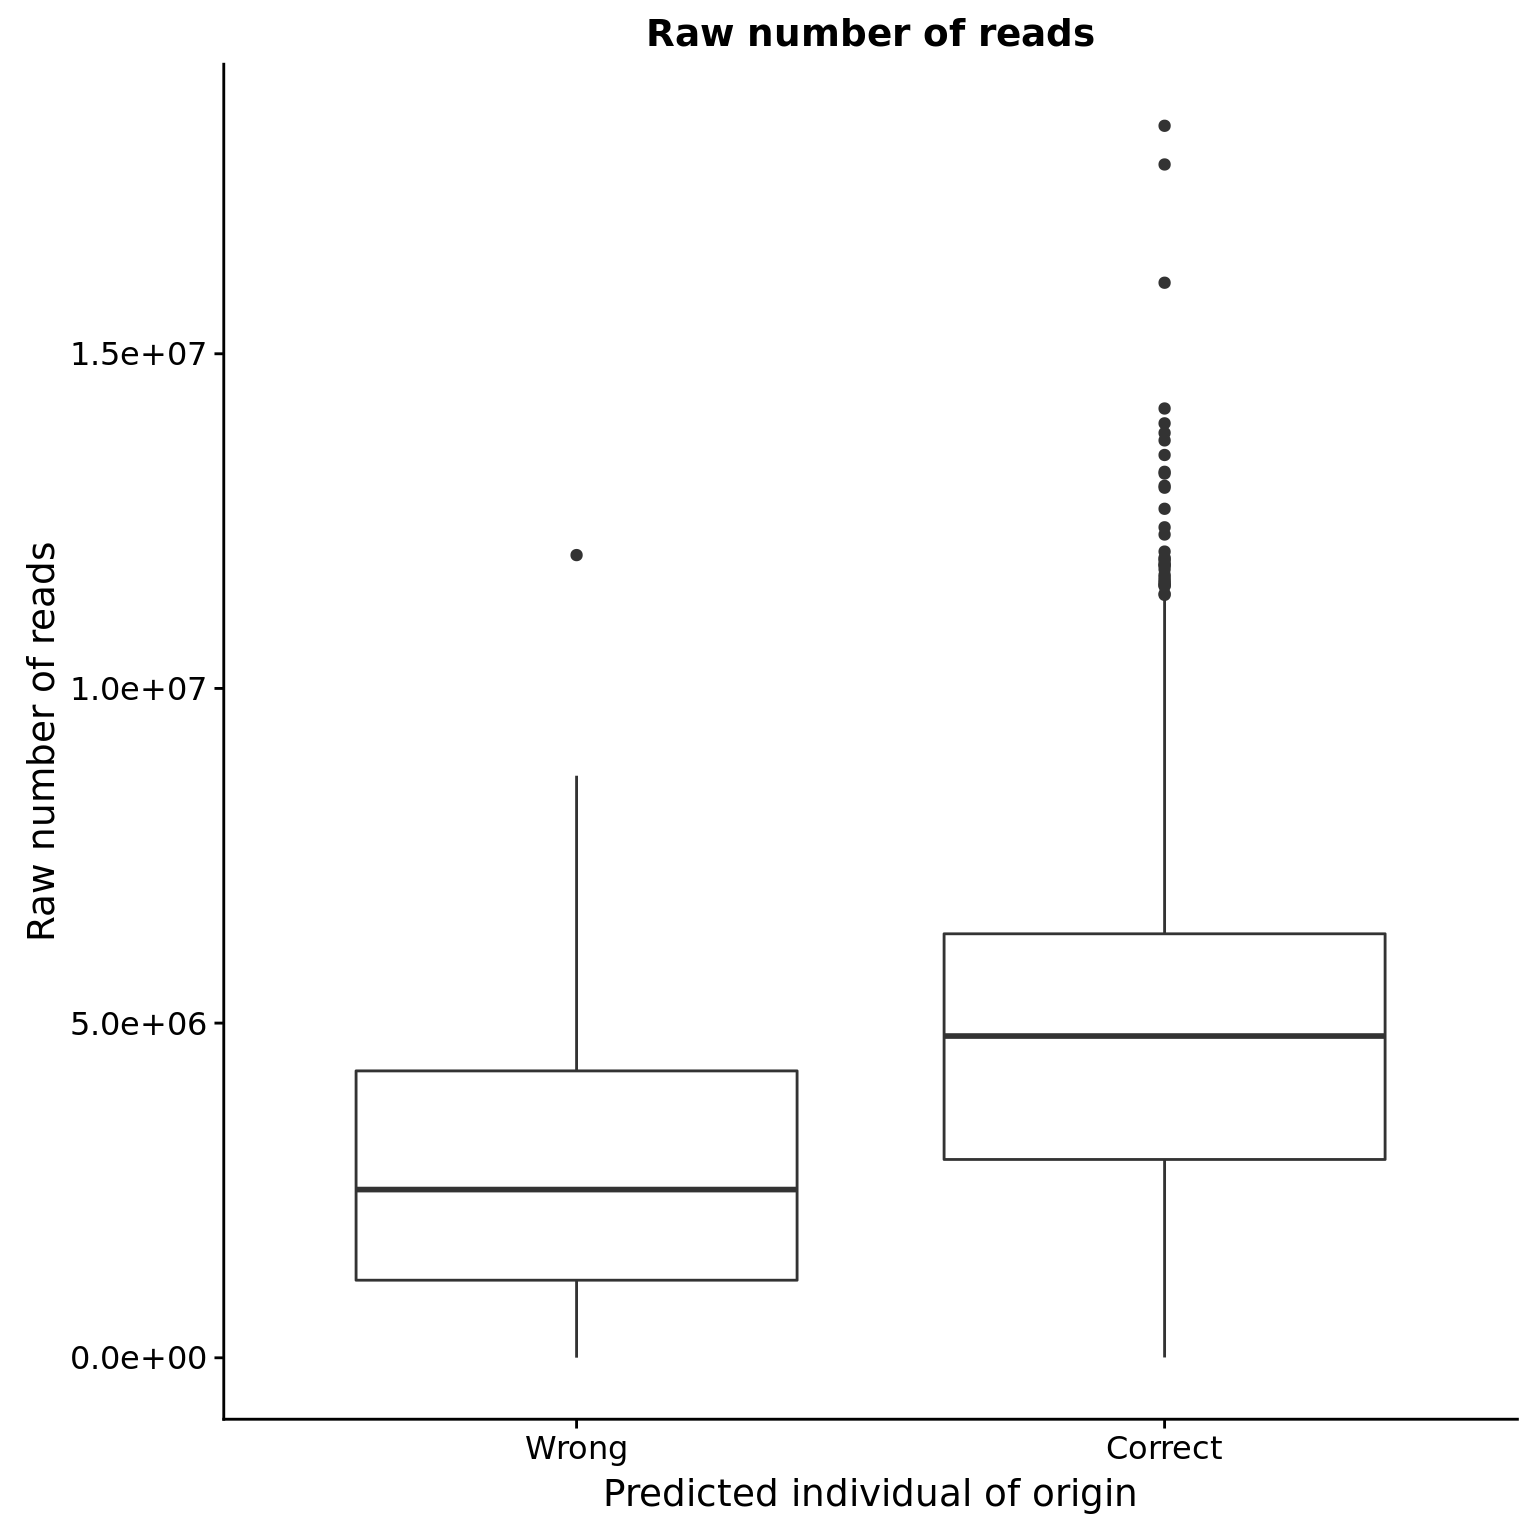 Raw number of reads
Raw number of reads
1.5e+07
1.0e+07
5.0e+06
0.0e+00
Wrong
Correct
Predicted individual of origin